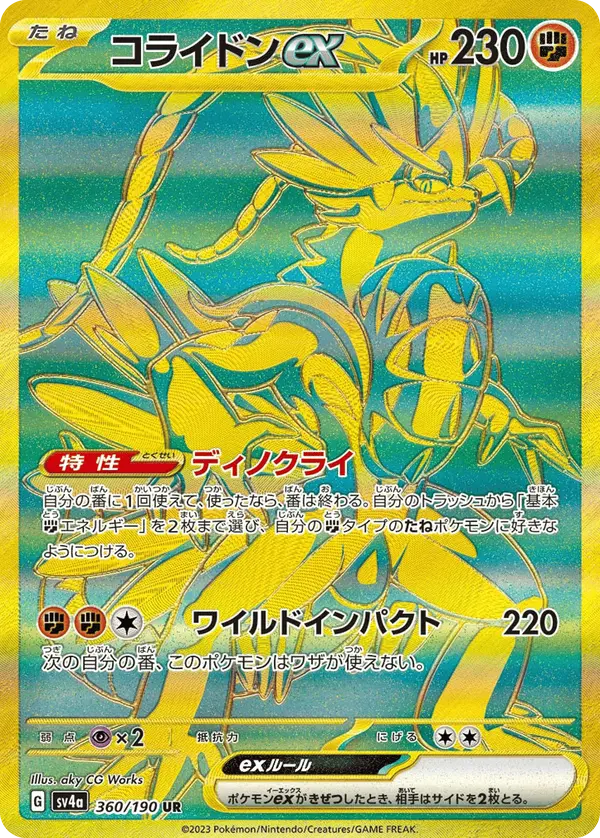 たね コライドンex HP 230
特性 とくせい ディノクライ
自分の番に1回使えて、使ったなら、番は終わる。自分のトラッシュから「基本
エネルギー」を2枚まで選び、自分の タイプのたねポケモンに好きな
ようにつける。
ワイルドインパクト 220
次の自分の番、このポケモンはワザが使えない。
弱点 ×2 抵抗力 にげる
exルール
ポケモンexがきぜつしたとき、相手はサイドを2枚とる。
Illus. aky CG Works
G sv4a 360/190 UR
©2023 Pokémon/Nintendo/Creatures/GAME FREAK.